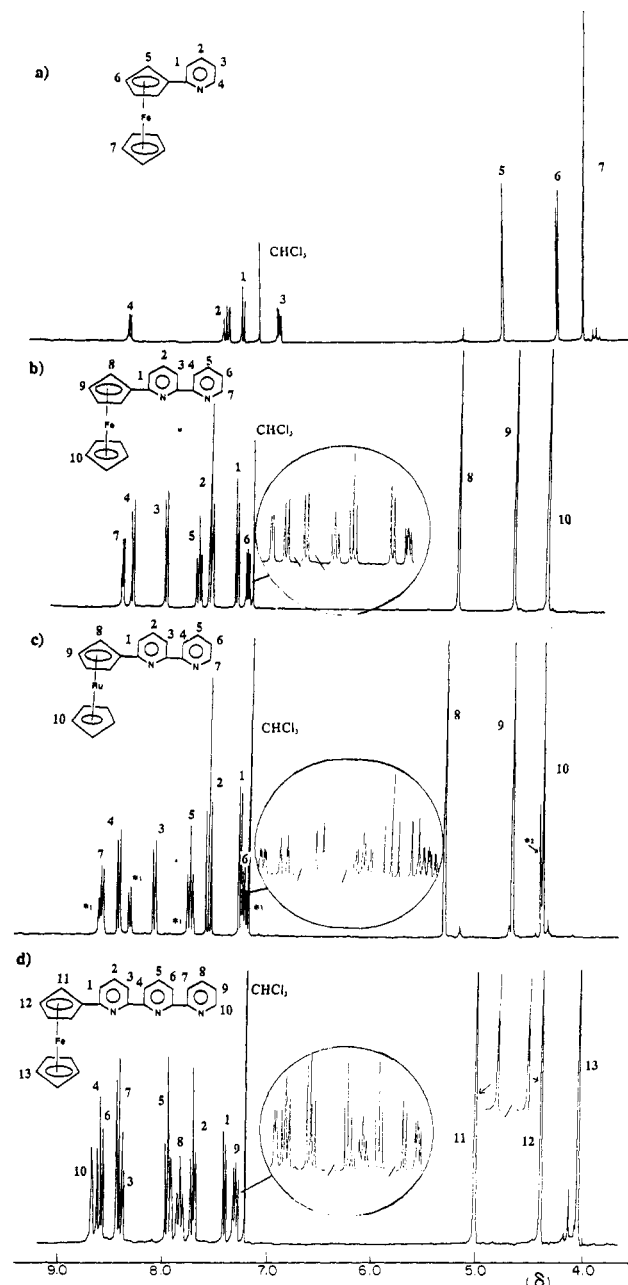 a)
5 1 2 3
6 N 4
Fe
7
4 2 1 CHCl₃ 3 5 6 7
b)
8 2 3 4 5 6
9 1 N N 7
Fe
10
7 4 3 5 2 1 6 CHCl₃ 8 9 10
c)
8 2 3 4 5 6
9 1 N N 7
Ru
10
*1 7 4 *1 3 *1 5 2 1 6 *1 CHCl₃ 8 9 *2 10
d)
11 2 3 4 5 6 7 8 9
12 1 N N N 10
Fe
13
10 4 6 7 3 5 8 2 1 9 CHCl₃ 11 12 13
9.0 8.0 7.0 6.0 5.0 4.0
(δ)